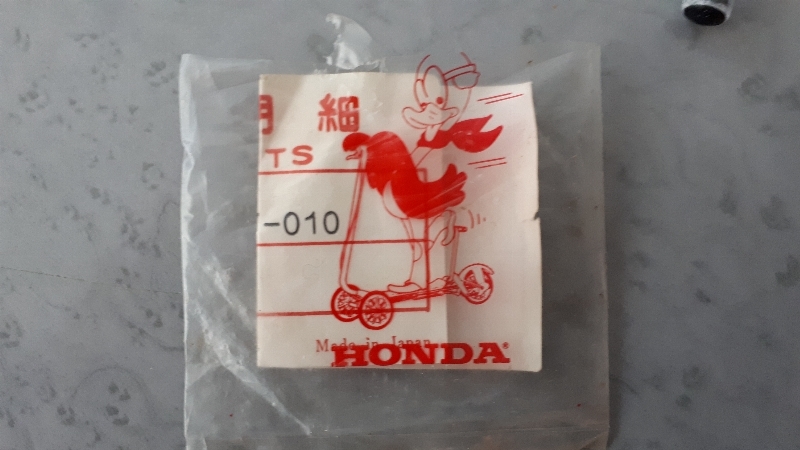 細
TS
-010
Made in Japan
HONDA®